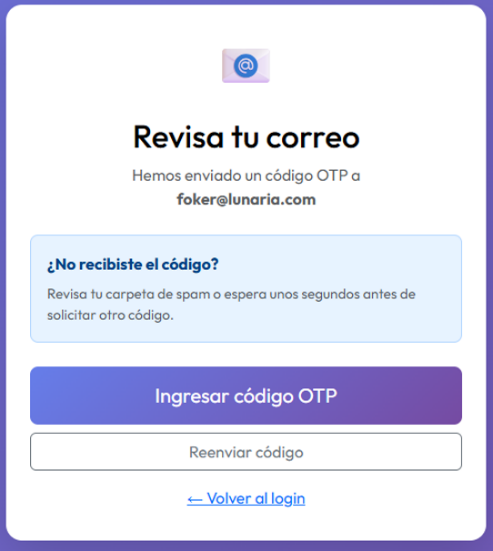 @
Revisa tu correo
Hemos enviado un código OTP a
foker@lunaria.com
¿No recibiste el código?
Revisa tu carpeta de spam o espera unos segundos antes de
solicitar otro código.
Ingresar código OTP
Reenviar código
← Volver al login